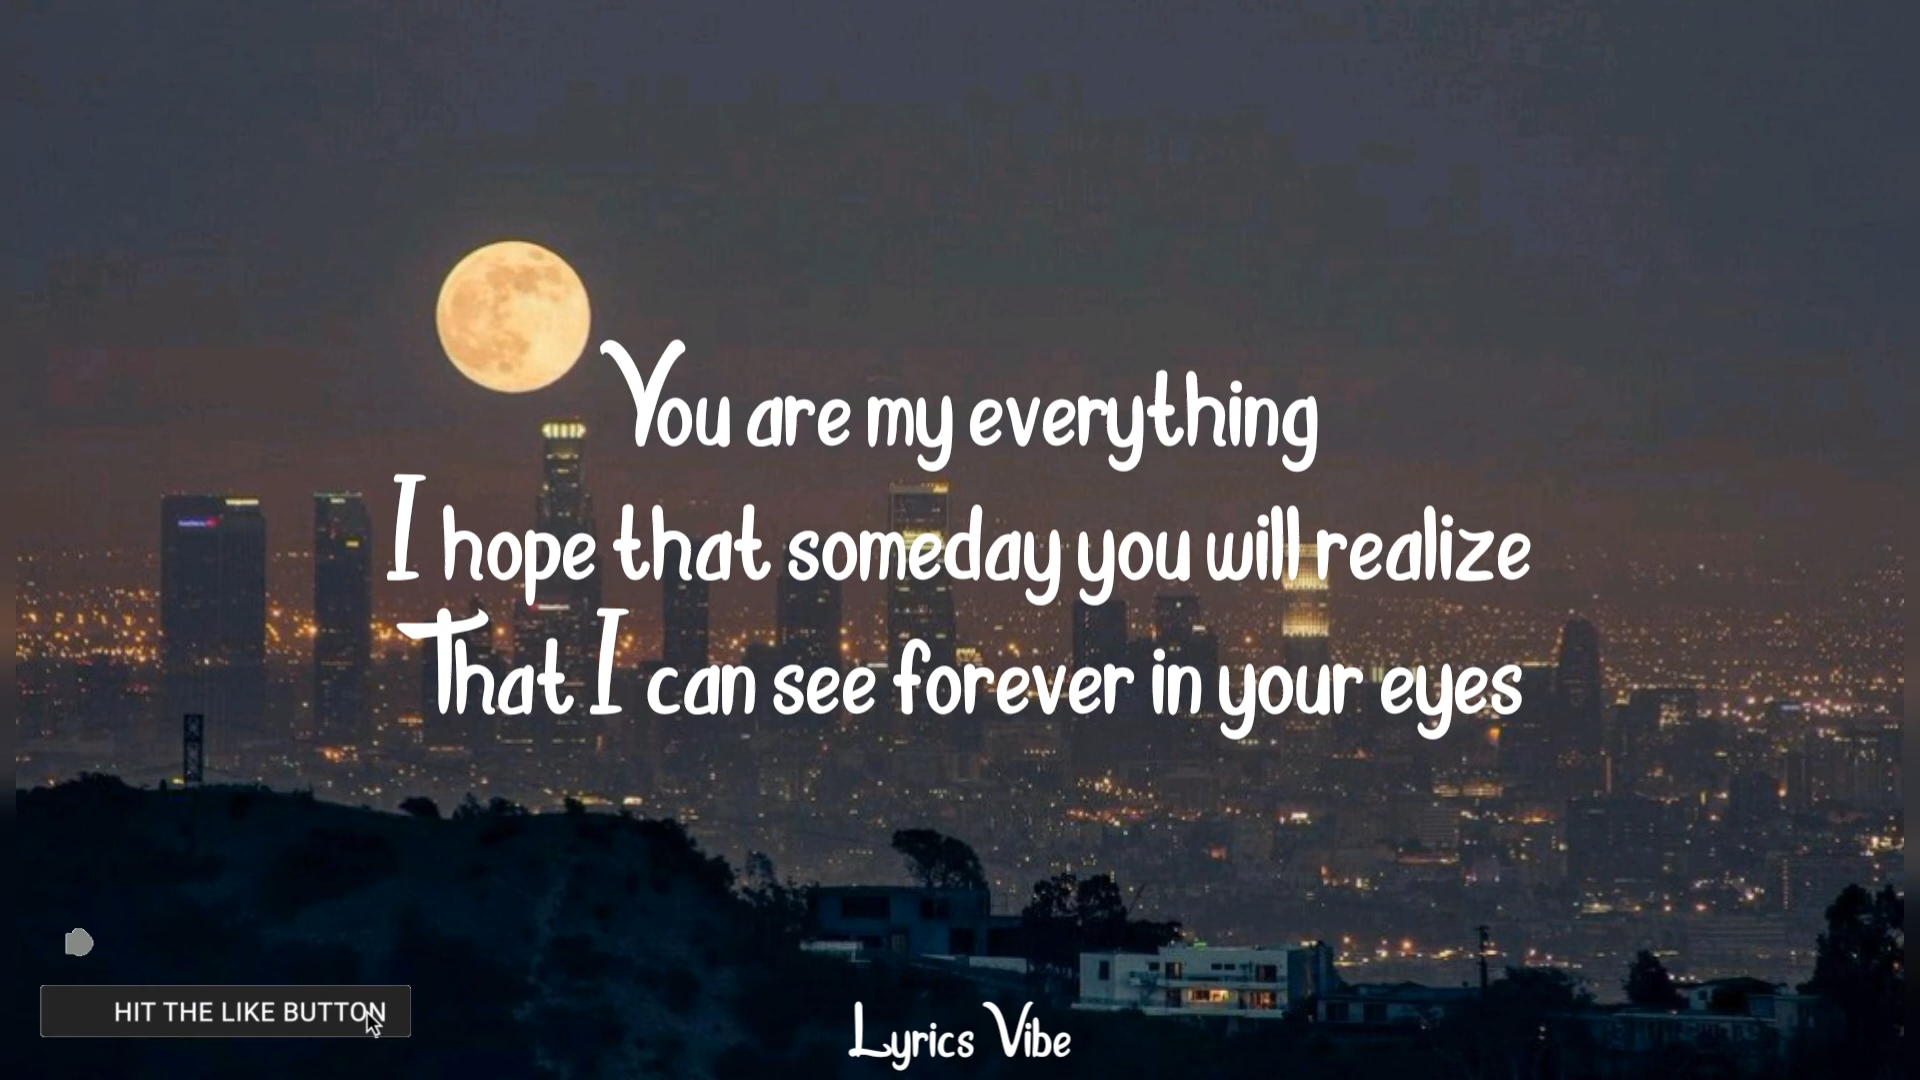 You are my everything
I hope that someday you will realize
That I can see forever in your eyes
HIT THE LIKE BUTTON
Lyrics Vibe